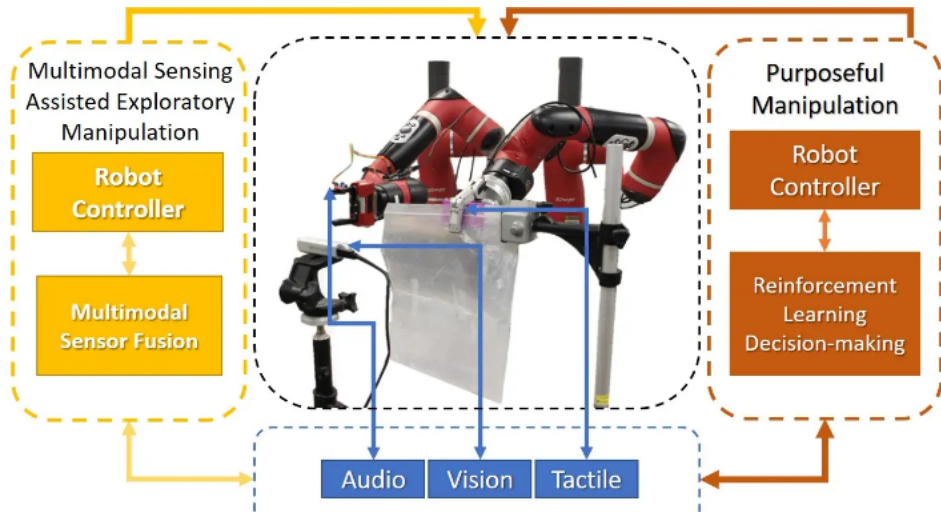 Multimodal Sensing
Assisted Exploratory
Manipulation
Robot
Controller
Multimodal
Sensor Fusion
Purposeful
Manipulation
Robot
Controller
Reinforcement
Learning
Decision-making
Audio
Vision
Tactile